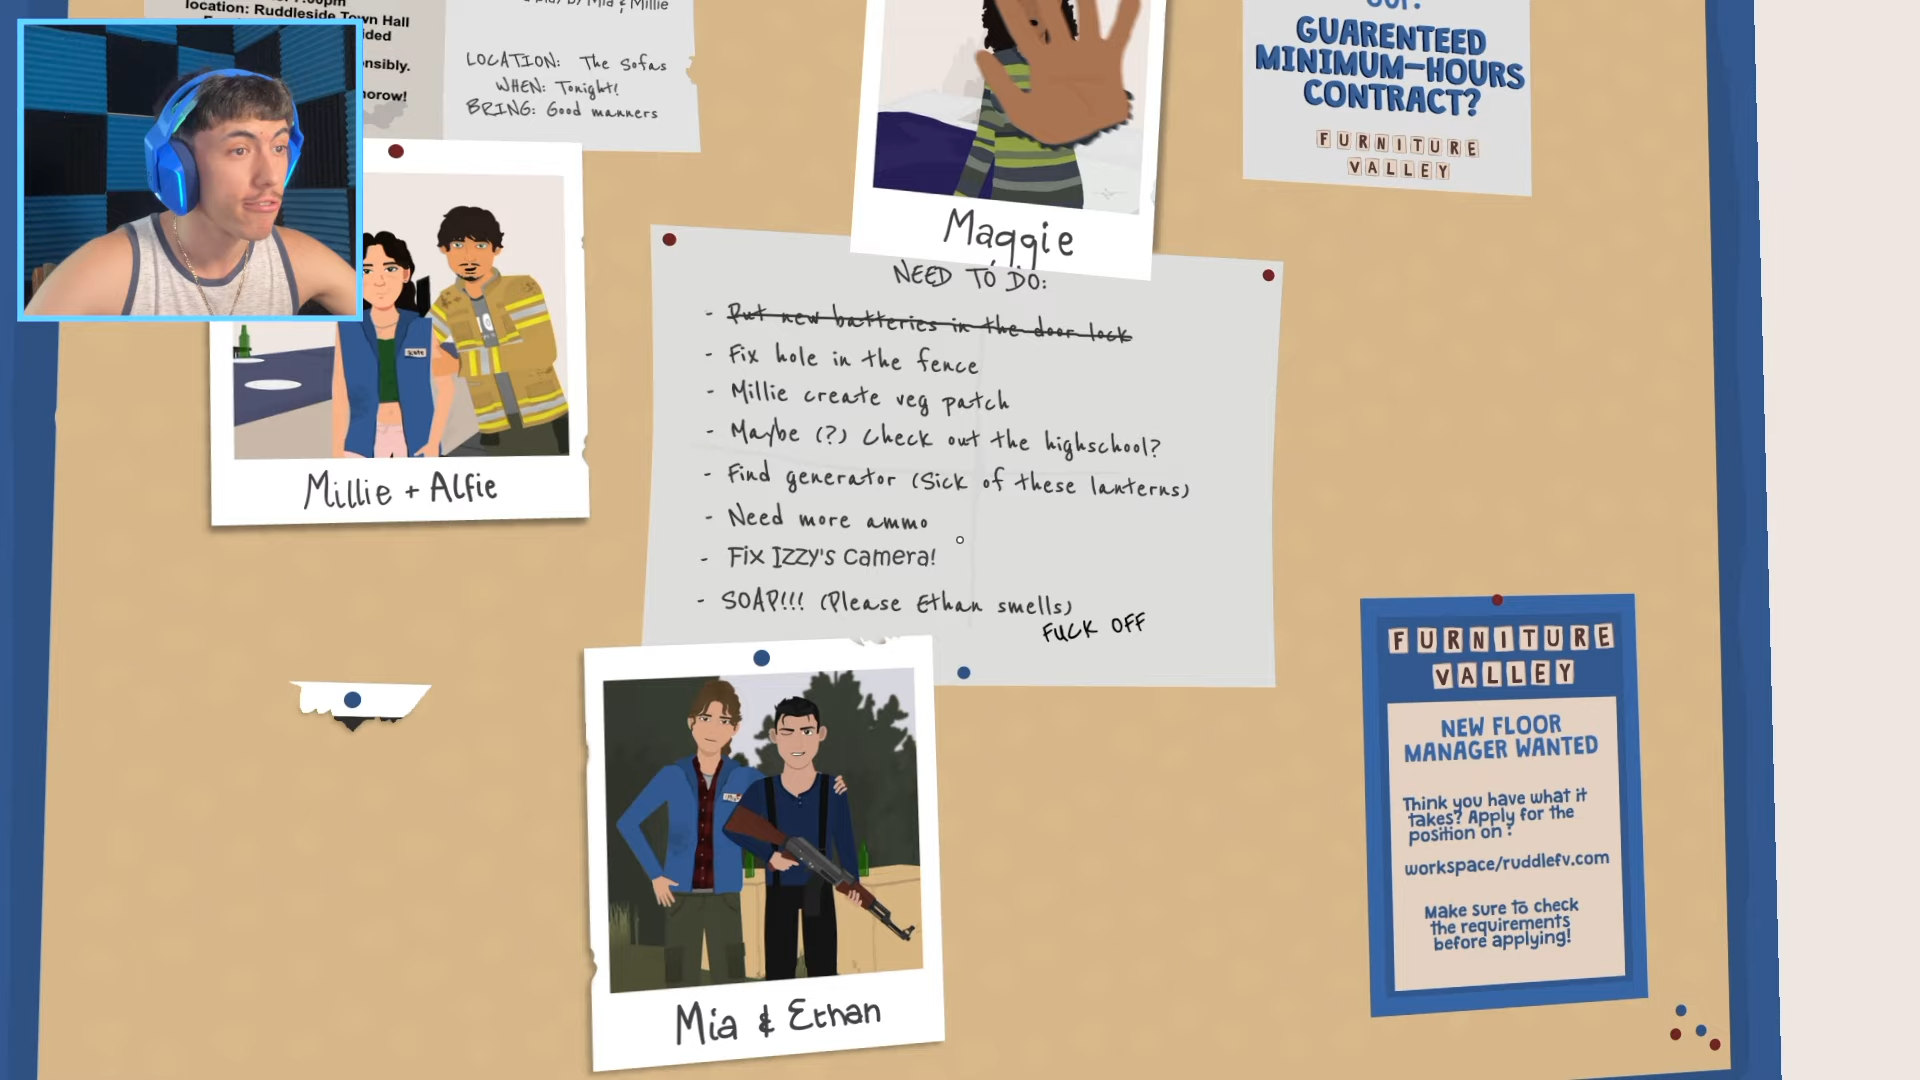 location: Ruddleside Town Hall
nsibly.
LOCATION: The Sofas
WHEN: Tonight!
BRING: Good manners
GUARENTEED
MINIMUM-HOURS
CONTRACT?
FURNITURE
VALLEY
Maggie
NEED TO DO:
- Put new batteries in the door lock
- Fix hole in the fence
- Millie create veg patch
- Maybe (?) Check out the highschool?
- Find generator (Sick of these lanterns)
- Need more ammo
- Fix Izzy's camera!
- SOAP!!! (Please Ethan smells)
FUCK OFF
Millie + Alfie
Mia & Ethan
FURNITURE
VALLEY
NEW FLOOR
MANAGER WANTED
Think you have what it
takes? Apply for the
position on :
workspace/ruddlefv.com
Make sure to check
the requirements
before applying!